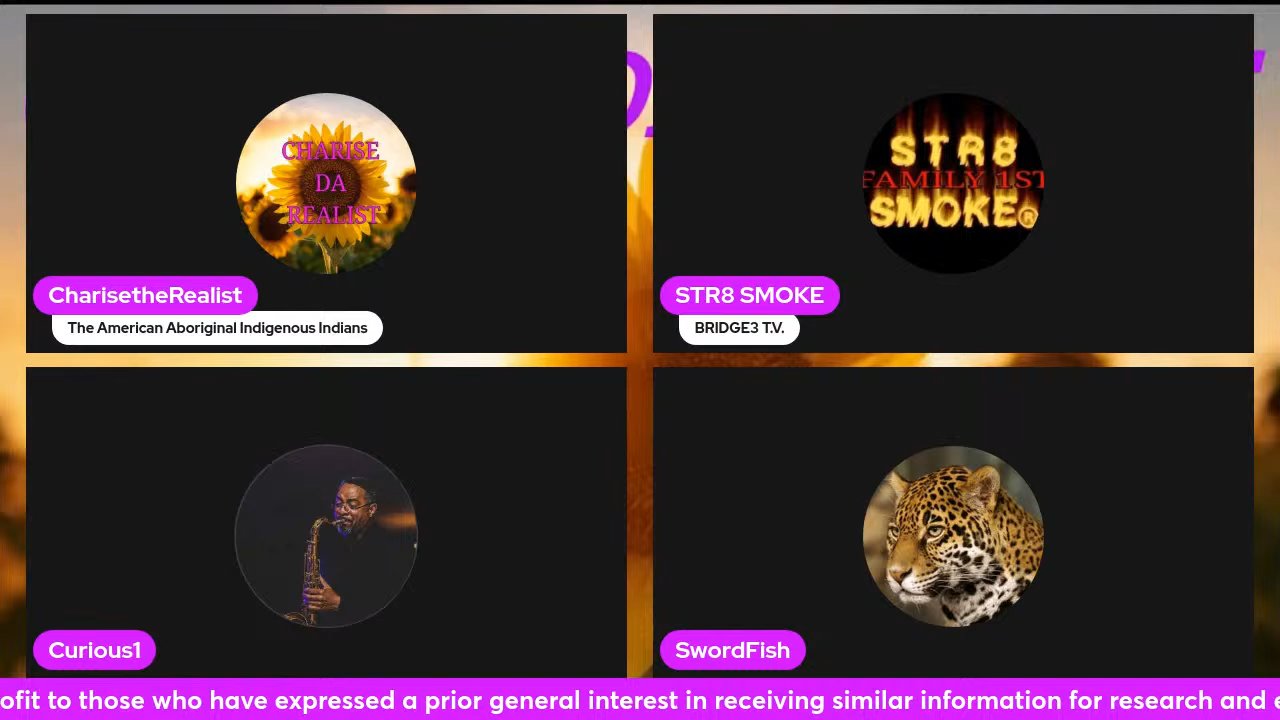 CHARISE
DA
REALIST
CharisetheRealist
The American Aboriginal Indigenous Indians
STR8
FAMILY 1ST
SMOKE®
STR8 SMOKE
BRIDGE3 T.V.
Curious1
SwordFish
ofit to those who have expressed a prior general interest in receiving similar information for research and e